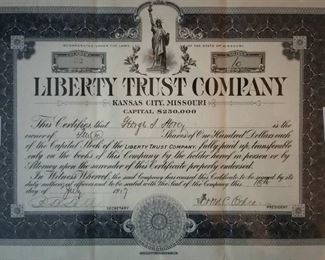 INCORPORATED UNDER THE LAWS OF THE STATE OF MISSOURI
LIBERTY TRUST COMPANY
KANSAS CITY, MISSOURI
CAPITAL $250,000
This Certifies that George is the
owner of Ten Shares of One Hundred Dollars each
of the Capital Stock of the LIBERTY TRUST COMPANY, fully paid up, transferable
only on the books of this Company by the holder hereof in person or by
Attorney upon the surrender of this Certificate properly endorsed.
In Witness Whereof, the said Company has caused this Certificate to be signed by its
duly authorized officers and to be sealed with the Seal of the Company this
day of July
SECRETARY
PRESIDENT